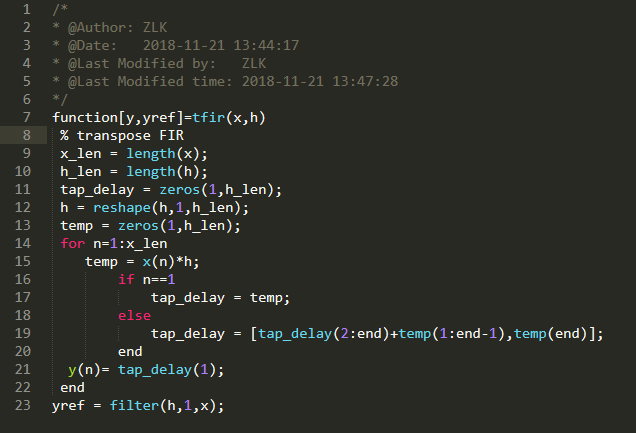 1 /*
2 * @Author: ZLK
3 * @Date:   2018-11-21 13:44:17
4 * @Last Modified by:   ZLK
5 * @Last Modified time: 2018-11-21 13:47:28
6 */
7 function[y,yref]=tfir(x,h)
8 % transpose FIR
9 x_len = length(x);
10 h_len = length(h);
11 tap_delay = zeros(1,h_len);
12 h = reshape(h,1,h_len);
13 temp = zeros(1,h_len);
14 for n=1:x_len
15    temp = x(n)*h;
16        if n==1
17            tap_delay = temp;
18        else
19            tap_delay = [tap_delay(2:end)+temp(1:end-1),temp(end)];
20        end
21  y(n)= tap_delay(1);
22 end
23 yref = filter(h,1,x);